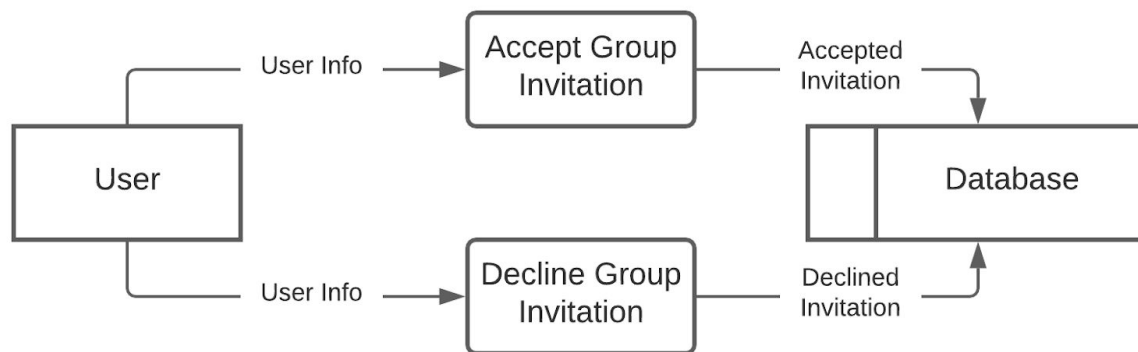 User Info
Accept Group
Invitation
Accepted
Invitation
User
Database
User Info
Decline Group
Invitation
Declined
Invitation